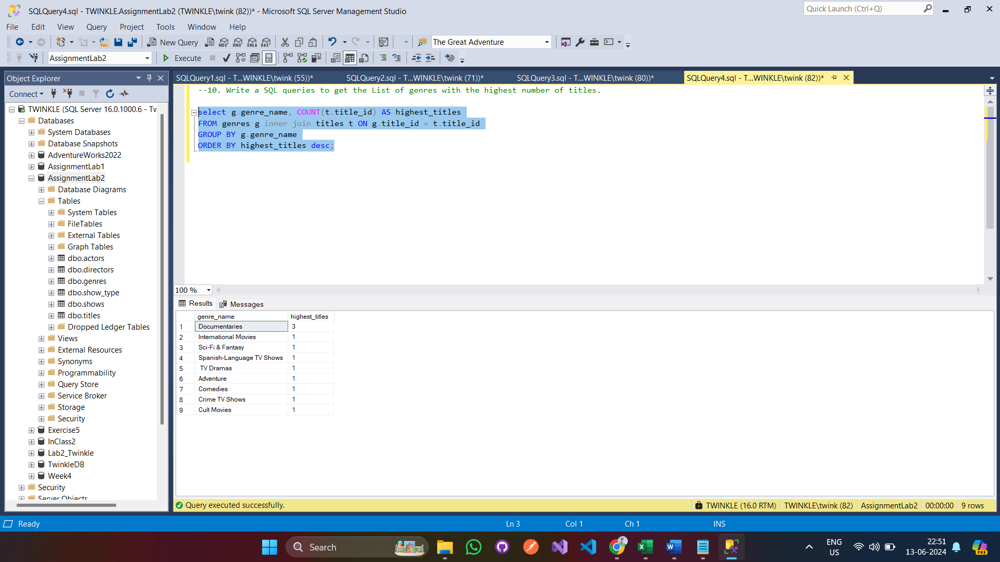 SQLQuery4.sql - TWINKLE.AssignmentLab2 (TWINKLE\twink (82))* - Microsoft SQL Server Management Studio
Quick Launch (Ctrl+Q)
File Edit View Query Project Tools Window Help
New Query
MDX DMX XMLA DAX
The Great Adventure
AssignmentLab2
Execute
Object Explorer
SQLQuery1.sql - T...WINKLE\twink (55))*
SQLQuery2.sql - T...WINKLE\twink (71))*
SQLQuery3.sql - T...WINKLE\twink (80))*
SQLQuery4.sql - T...WINKLE\twink (82))*
Connect
TWINKLE (SQL Server 16.0.1000.6 - Tw
Databases
System Databases
Database Snapshots
AdventureWorks2022
AssignmentLab1
AssignmentLab2
Database Diagrams
Tables
System Tables
FileTables
External Tables
Graph Tables
dbo.actors
dbo.directors
dbo.genres
dbo.show_type
dbo.shows
dbo.titles
Dropped Ledger Tables
Views
External Resources
Synonyms
Programmability
Query Store
Service Broker
Storage
Security
Exercise5
InClass2
Lab2_Twinkle
TwinkleDB
Week4
Security
Server Objects
--10. Write a SQL queries to get the List of genres with the highest number of titles.
select g.genre_name, COUNT(t.title_id) AS highest_titles
FROM genres g inner join titles t ON g.title_id = t.title_id
GROUP BY g.genre_name
ORDER BY highest_titles desc;
100 %
Results Messages
genre_name highest_titles
1 Documentaries 3
2 International Movies 1
3 Sci-Fi & Fantasy 1
4 Spanish-Language TV Shows 1
5 TV Dramas 1
6 Adventure 1
7 Comedies 1
8 Crime TV Shows 1
9 Cult Movies 1
Query executed successfully.
TWINKLE (16.0 RTM) TWINKLE\twink (82) AssignmentLab2 00:00:00 9 rows
Ready
Ln 3 Col 1 Ch 1 INS
Search
ENG
US
22:51
13-06-2024
PRE